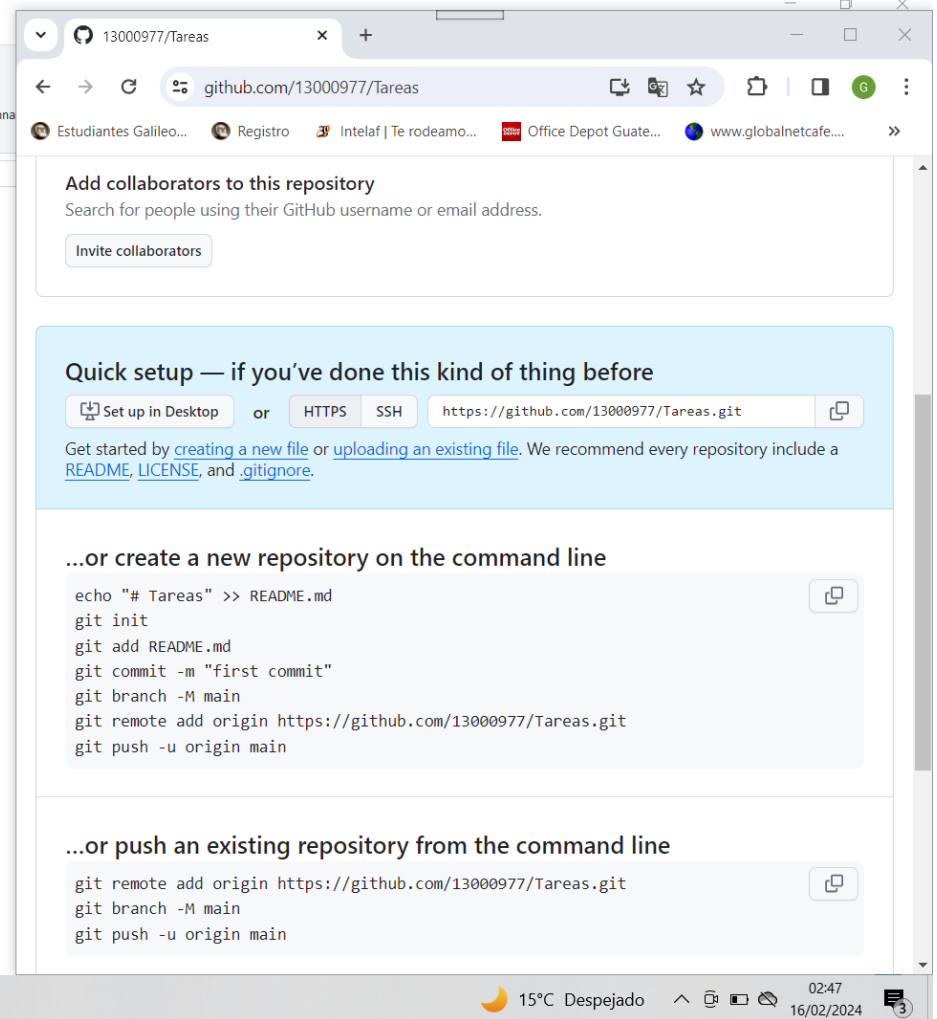 13000977/Tareas
github.com/13000977/Tareas
G
Estudiantes Galileo... Registro Intelaf | Te rodeamo... Office Depot Guate... www.globalnetcafe....
Add collaborators to this repository
Search for people using their GitHub username or email address.
Invite collaborators
Quick setup — if you’ve done this kind of thing before
Set up in Desktop or HTTPS SSH https://github.com/13000977/Tareas.git
Get started by creating a new file or uploading an existing file. We recommend every repository include a
README, LICENSE, and .gitignore.
…or create a new repository on the command line
echo "# Tareas" >> README.md
git init
git add README.md
git commit -m "first commit"
git branch -M main
git remote add origin https://github.com/13000977/Tareas.git
git push -u origin main
…or push an existing repository from the command line
git remote add origin https://github.com/13000977/Tareas.git
git branch -M main
git push -u origin main
15°C Despejado
02:47
16/02/2024
3